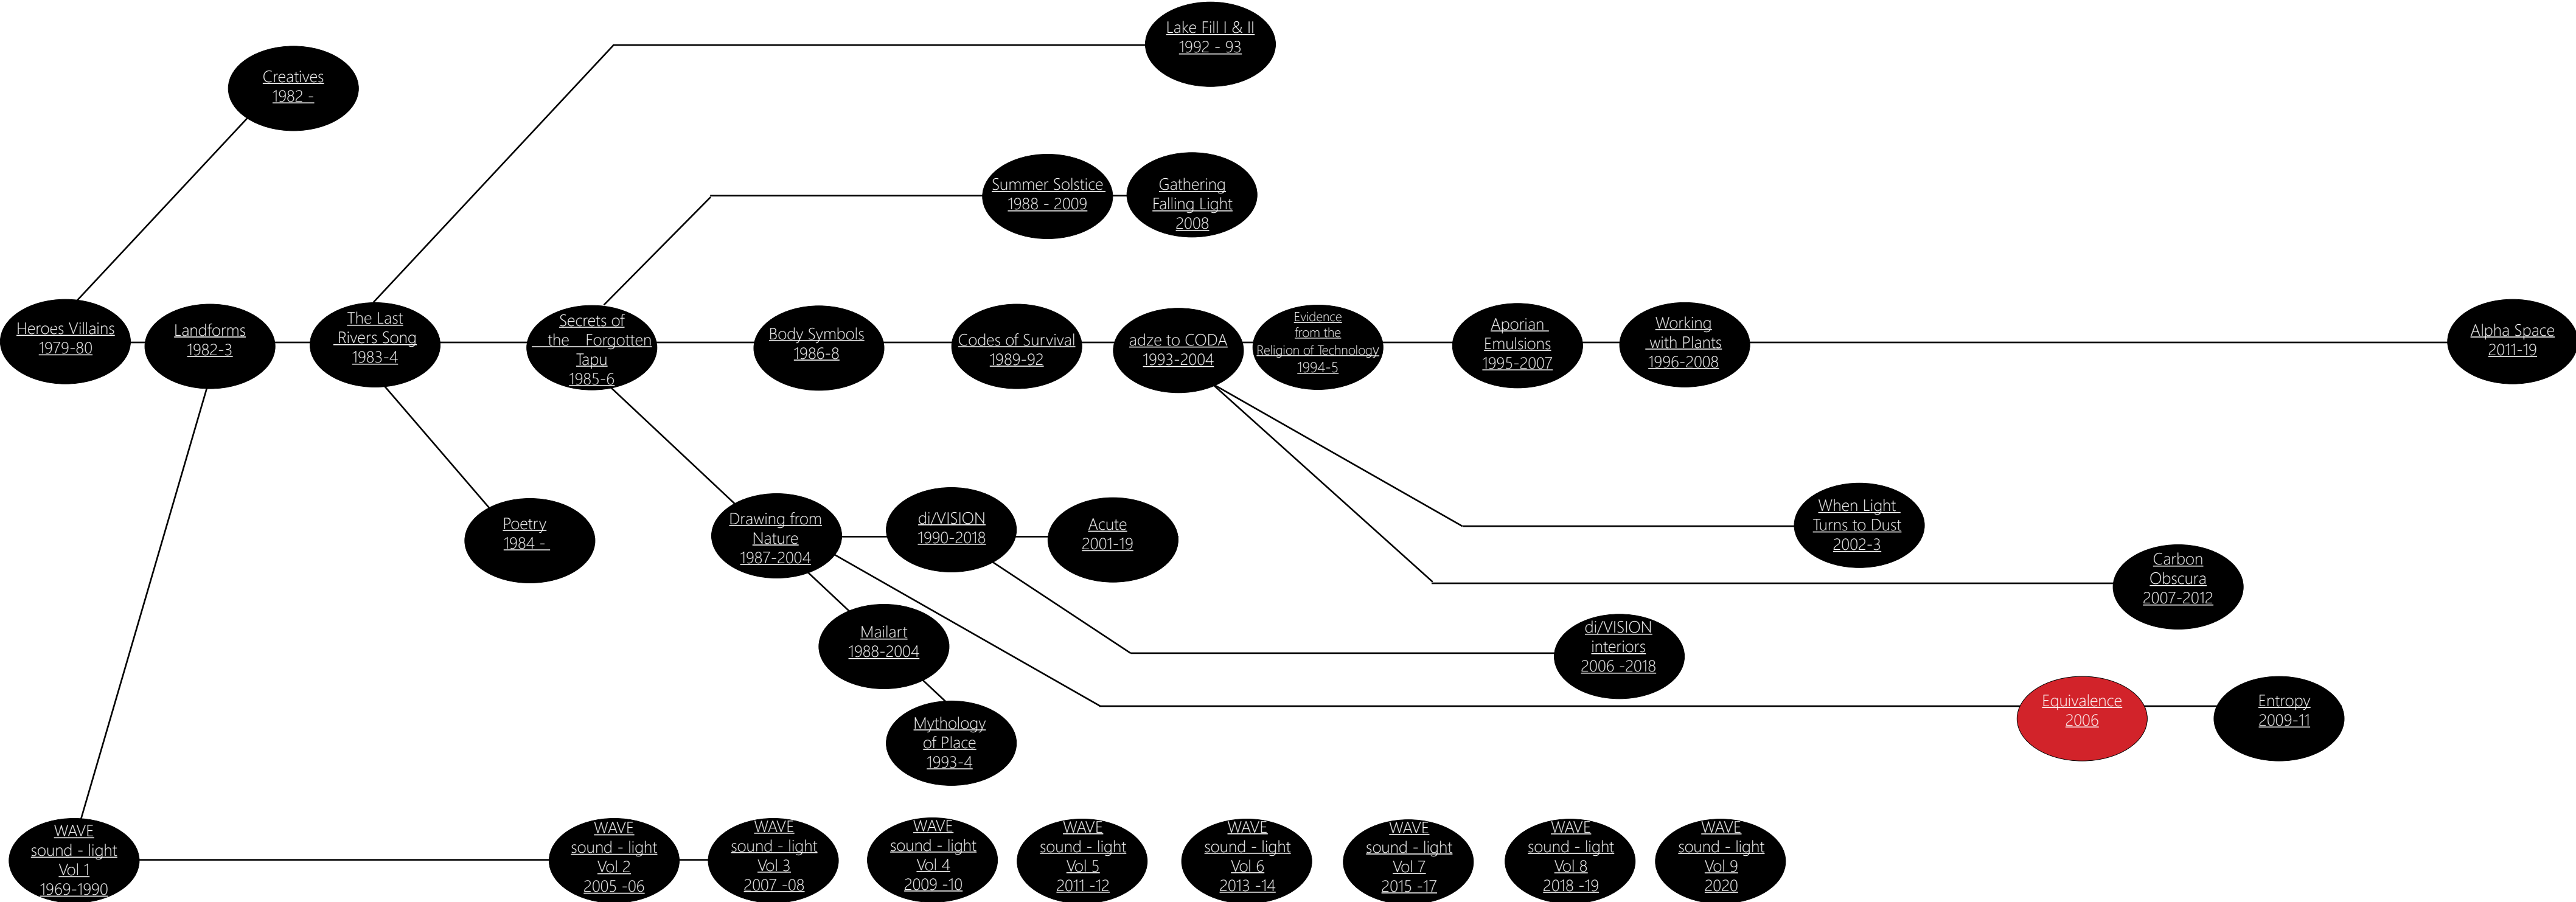 Lake Fill I & II
1992 - 93
Creatives
1982 -
Summer Solstice
1988 - 2009
Gathering
Falling Light
2008
Heroes Villains
1979-80
Landforms
1982-3
The Last
Rivers Song
1983-4
Secrets of
the Forgotten
Tapu
1985-6
Body Symbols
1986-8
Codes of Survival
1989-92
adze to CODA
1993-2004
Evidence
from the
Religion of Technology
1994-5
Aporian
Emulsions
1995-2007
Working
with Plants
1996-2008
Alpha Space
2011-19
Poetry
1984 -
Drawing from
Nature
1987-2004
di/VISION
1990-2018
Acute
2001-19
When Light
Turns to Dust
2002-3
Carbon
Obscura
2007-2012
Mailart
1988-2004
di/VISION
interiors
2006 -2018
Mythology
of Place
1993-4
Equivalence
2006
Entropy
2009-11
WAVE
sound - light
Vol 1
1969-1990
WAVE
sound - light
Vol 2
2005 -06
WAVE
sound - light
Vol 3
2007 -08
WAVE
sound - light
Vol 4
2009 -10
WAVE
sound - light
Vol 5
2011 -12
WAVE
sound - light
Vol 6
2013 -14
WAVE
sound - light
Vol 7
2015 -17
WAVE
sound - light
Vol 8
2018 -19
WAVE
sound - light
Vol 9
2020